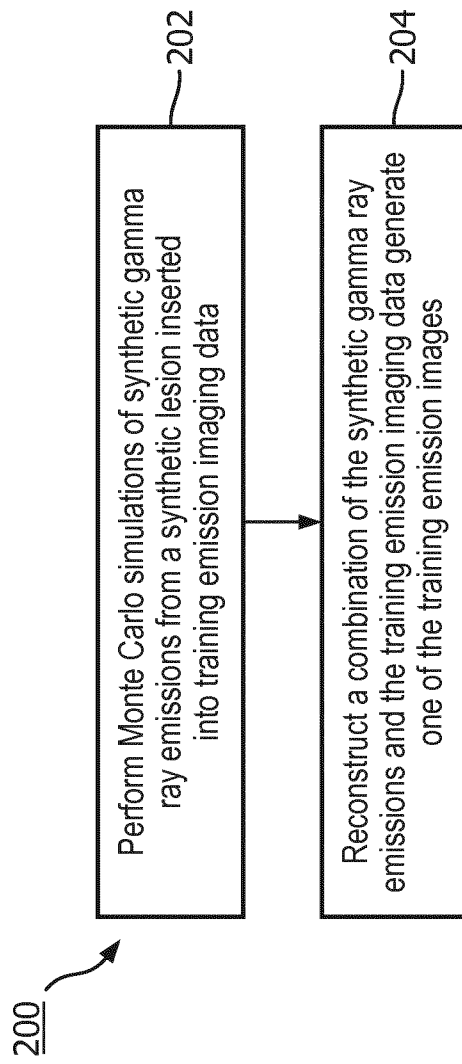 200
Perform Monte Carlo simulations of synthetic gamma
ray emissions from a synthetic lesion inserted
into training emission imaging data
202
Reconstruct a combination of the synthetic gamma ray
emissions and the training emission imaging data generate
one of the training emission images
204